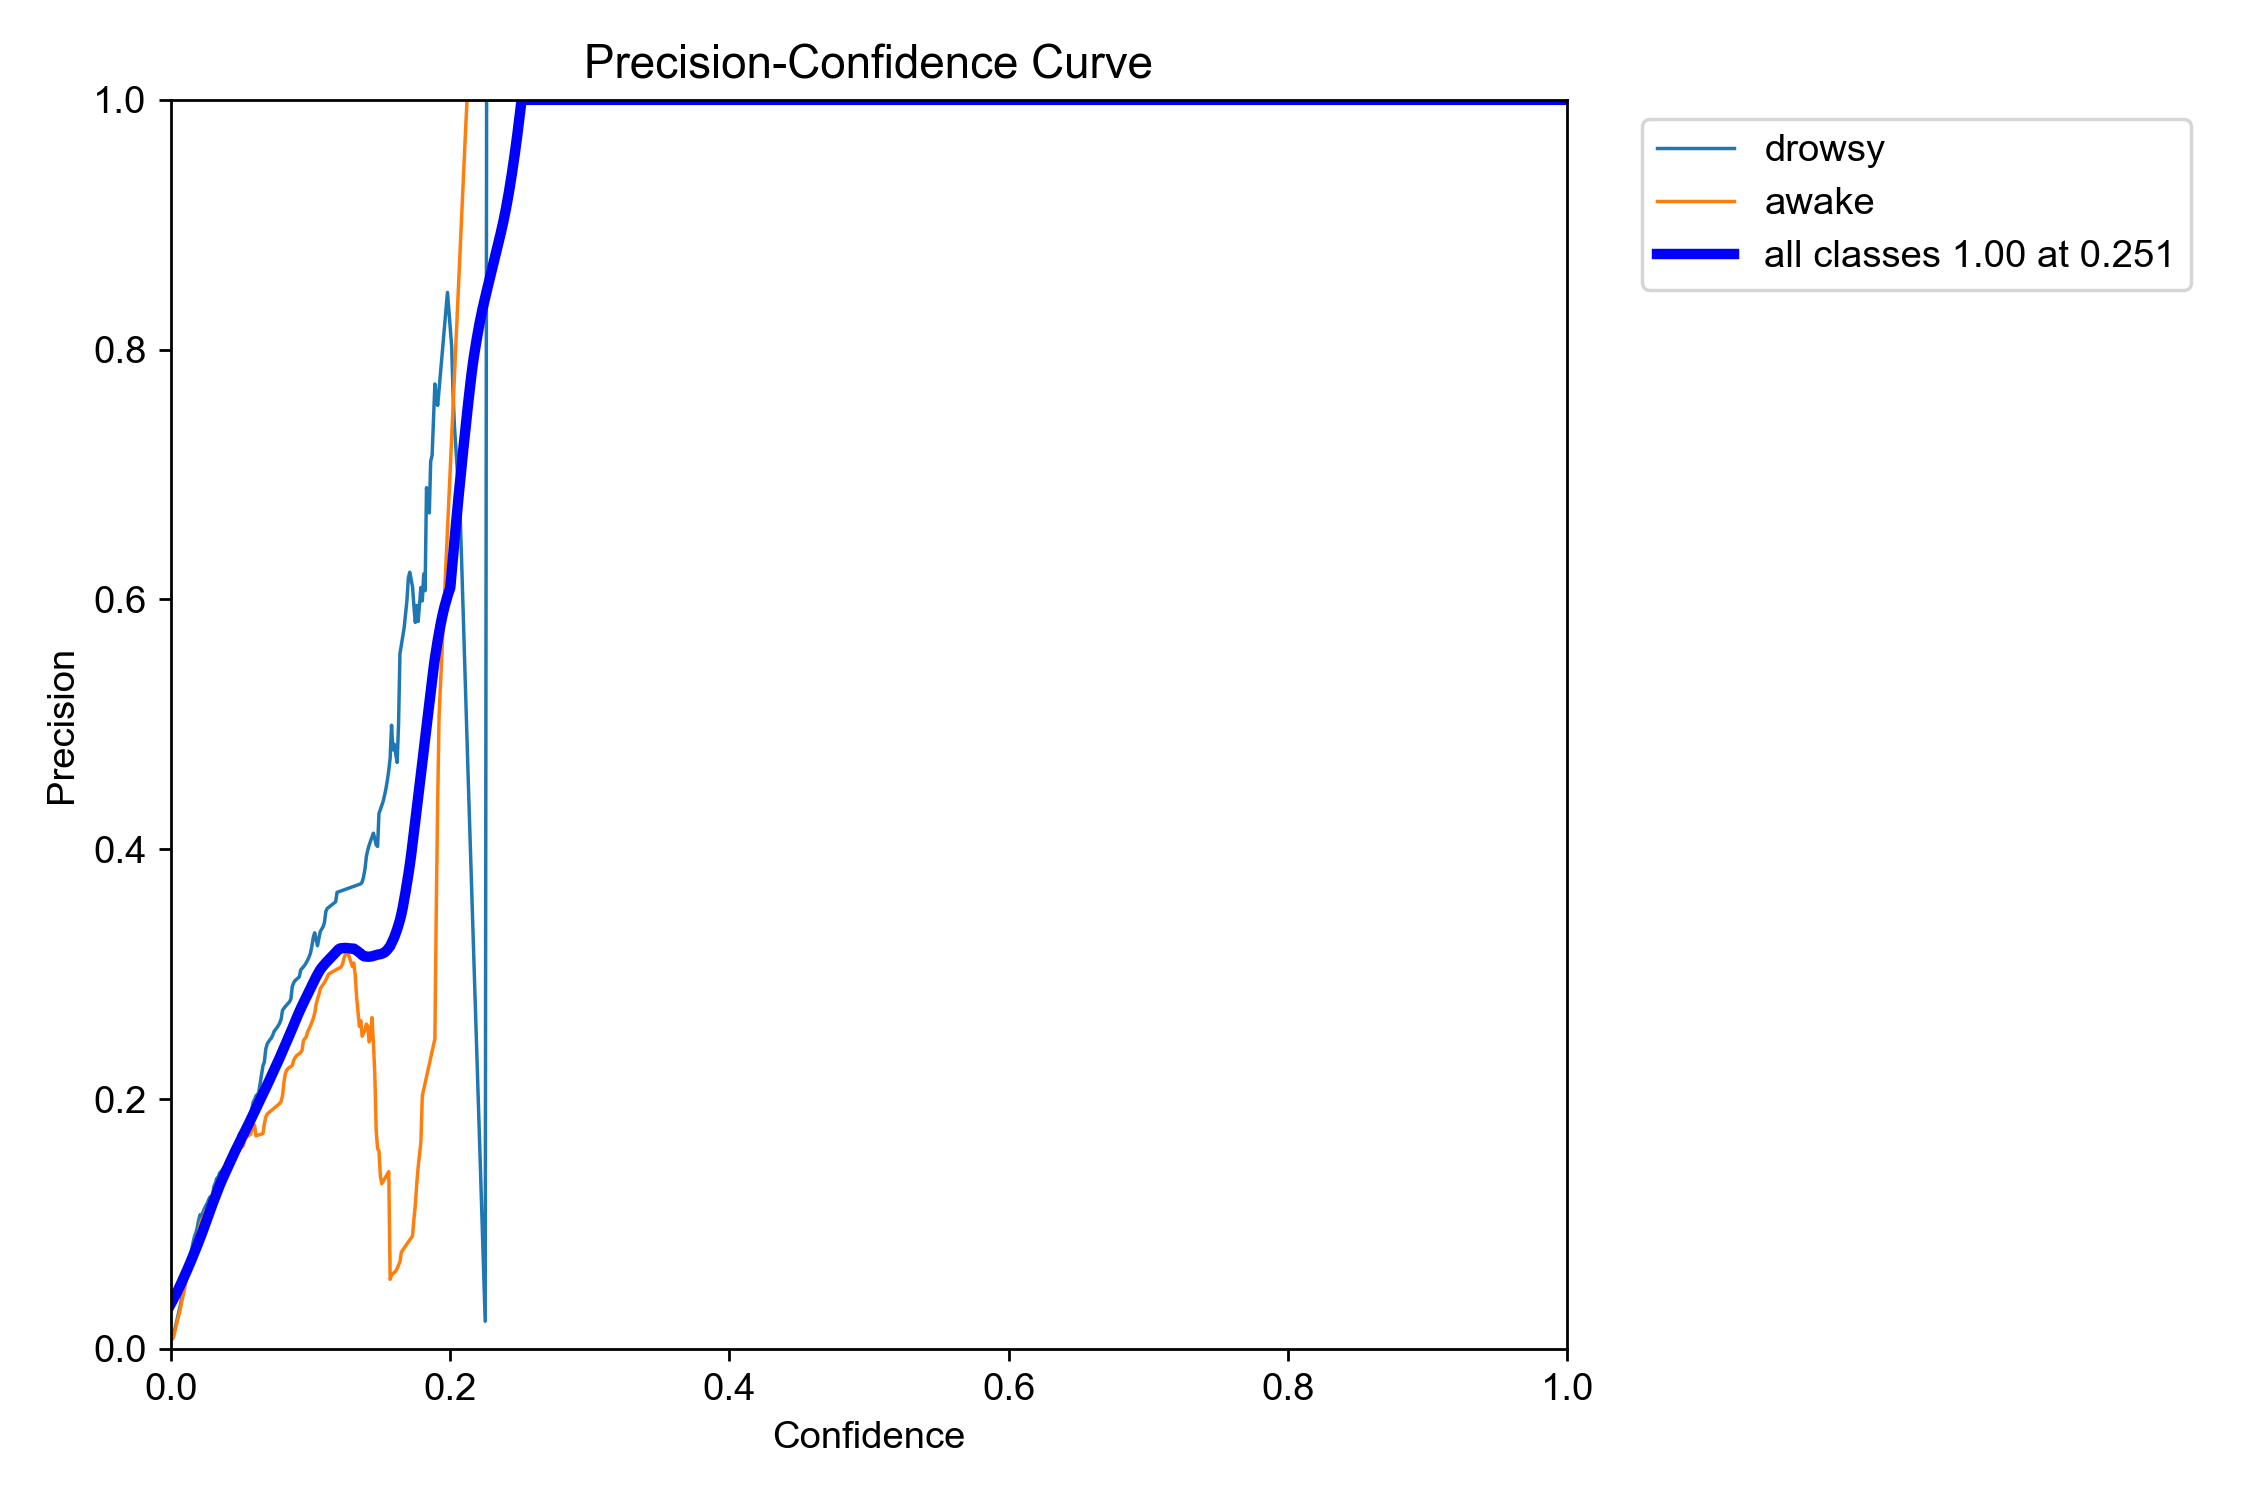 Precision-Confidence Curve
1.0
0.8
0.6
0.4
0.2
0.0
Precision
0.0 0.2 0.4 0.6 0.8 1.0
Confidence
drowsy
awake
all classes 1.00 at 0.251